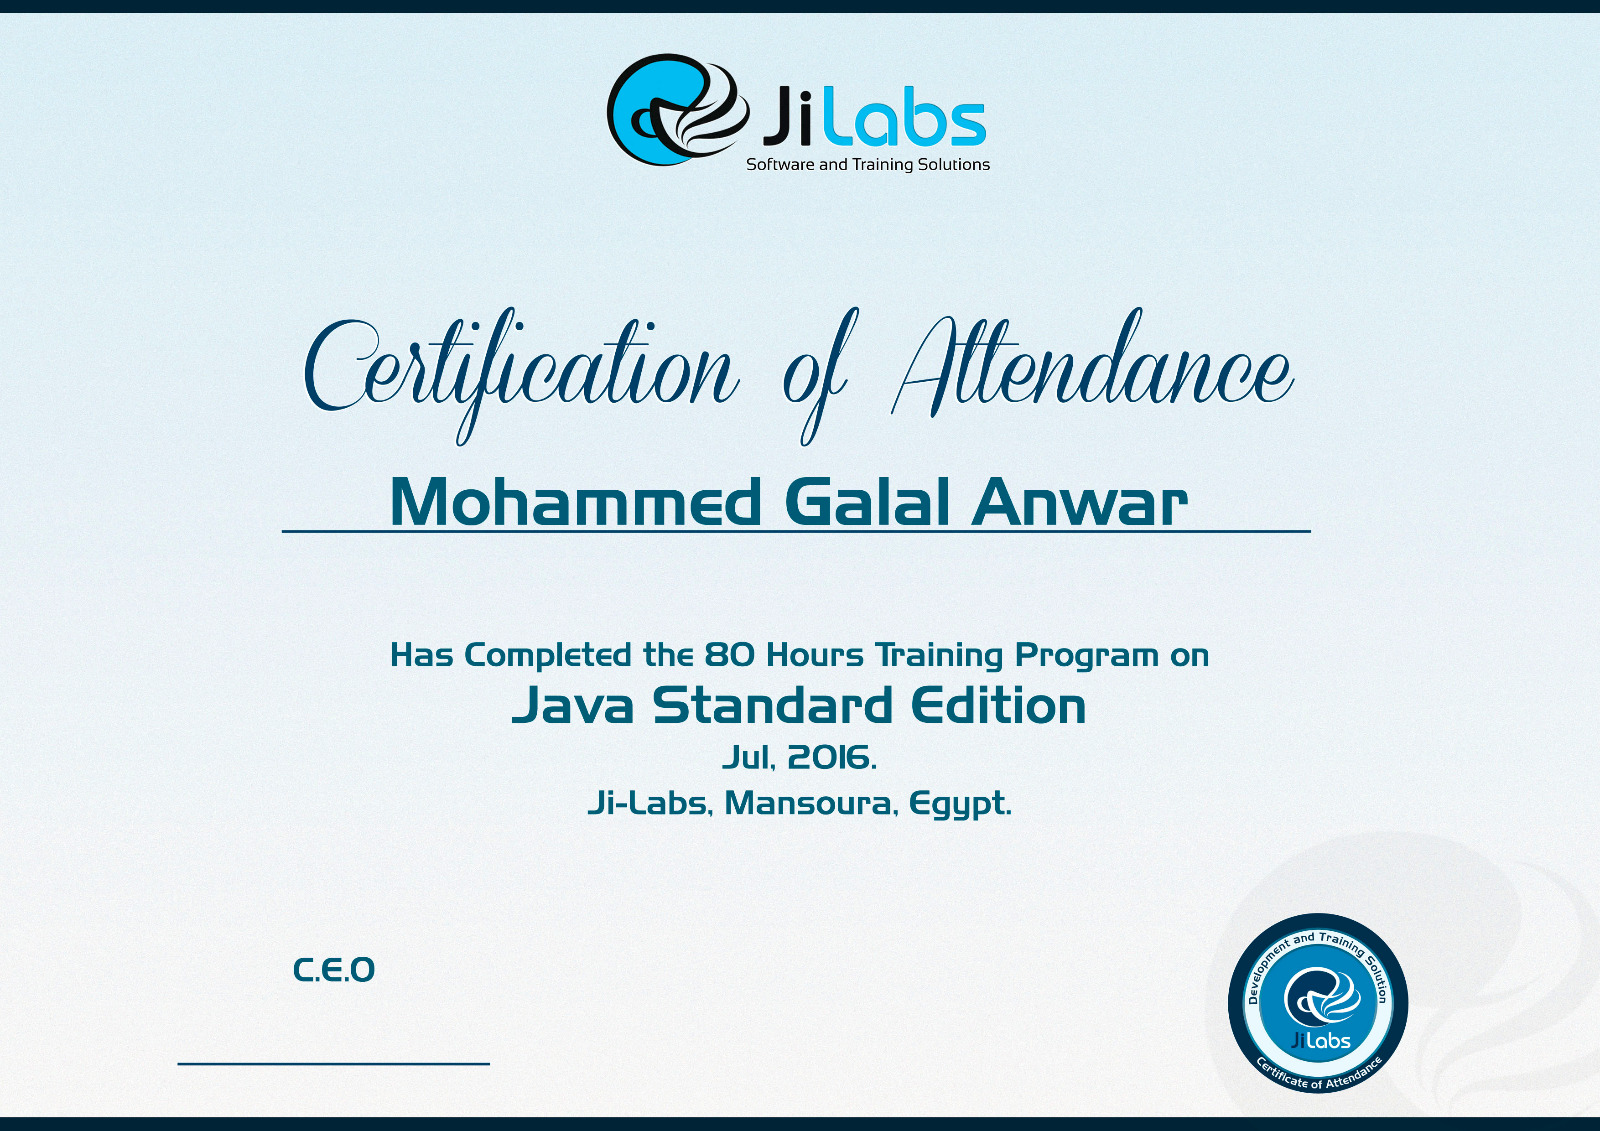 JiLabs
Software and Training Solutions
Certification of Attendance
Mohammed Galal Anwar
Has Completed the 80 Hours Training Program on
Java Standard Edition
Jul, 2016.
Ji-Labs, Mansoura, Egypt.
C.E.O
Development and Training Solution
JiLabs
Certificate of Attendance